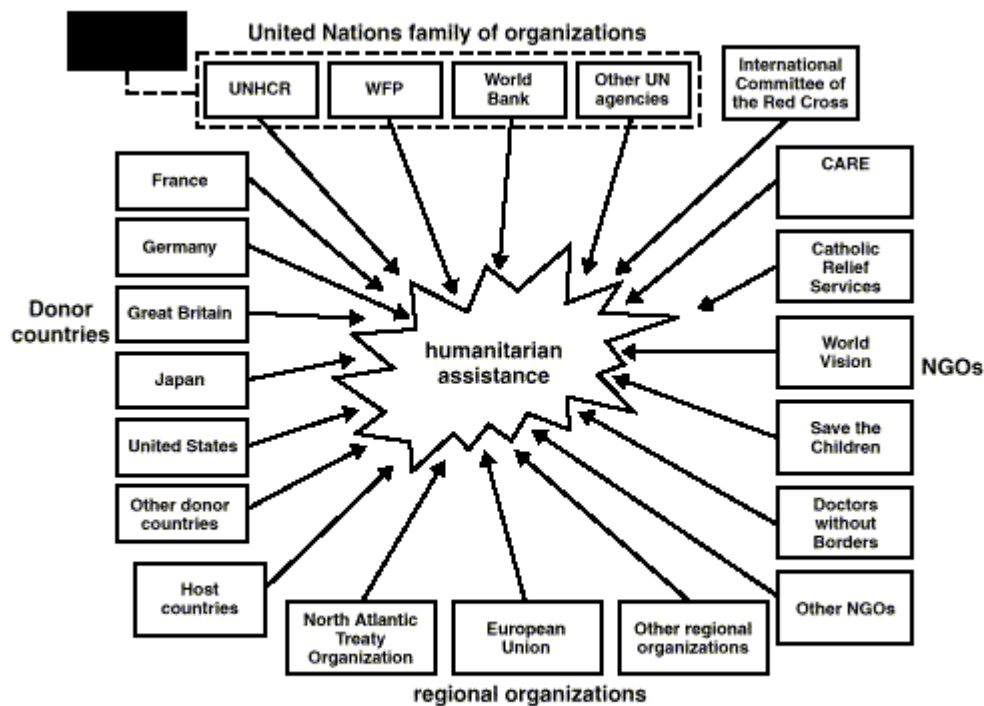 United Nations family of organizations
UNHCR
WFP
World
Bank
Other UN
agencies
International
Committee of
the Red Cross
France
Germany
Great Britain
Japan
United States
Other donor
countries
Donor
countries
Host
countries
humanitarian
assistance
CARE
Catholic
Relief
Services
World
Vision
Save the
Children
Doctors
without
Borders
Other NGOs
NGOs
North Atlantic
Treaty
Organization
European
Union
Other regional
organizations
regional organizations